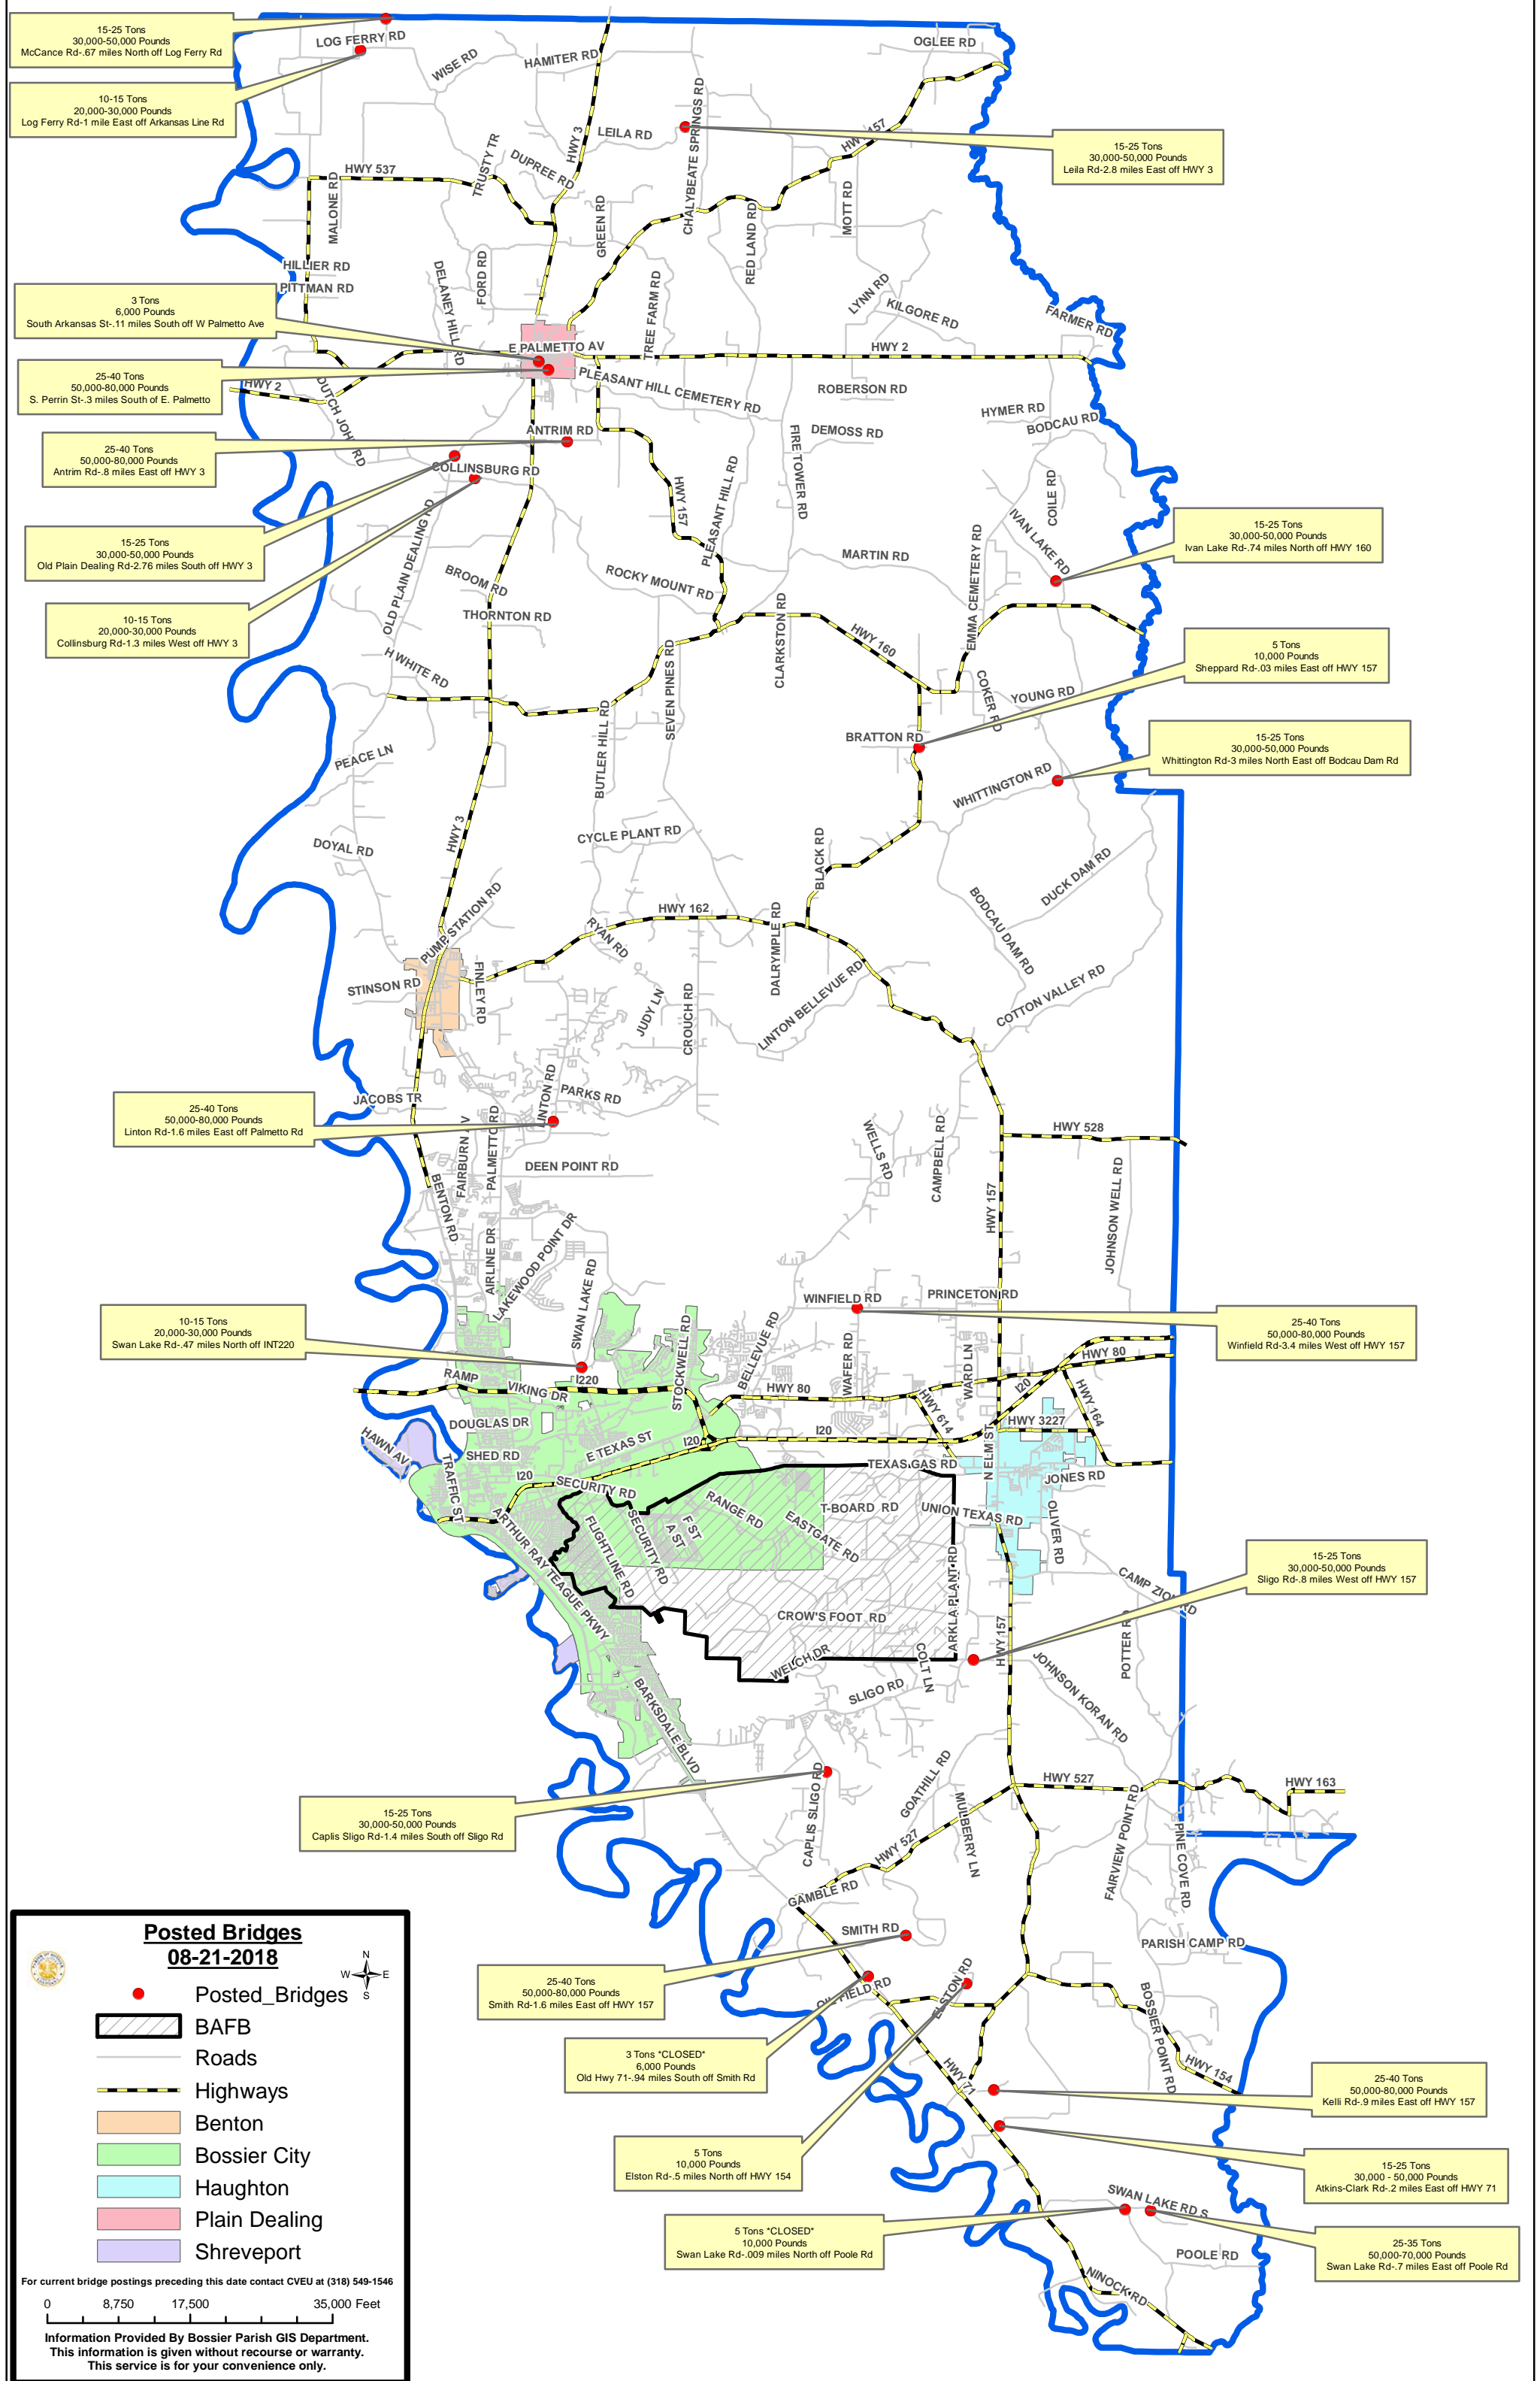 15-25 Tons
30,000-50,000 Pounds
McCance Rd-.67 miles North off Log Ferry Rd
10-15 Tons
20,000-30,000 Pounds
Log Ferry Rd-1 mile East off Arkansas Line Rd
15-25 Tons
30,000-50,000 Pounds
Leila Rd-2.8 miles East off HWY 3
3 Tons
6,000 Pounds
South Arkansas St-.11 miles South off W Palmetto Ave
25-40 Tons
50,000-80,000 Pounds
S. Perrin St-.3 miles South of E. Palmetto
25-40 Tons
50,000-80,000 Pounds
Antrim Rd-.8 miles East off HWY 3
15-25 Tons
30,000-50,000 Pounds
Old Plain Dealing Rd-2.76 miles South off HWY 3
10-15 Tons
20,000-30,000 Pounds
Collinsburg Rd-1.3 miles West off HWY 3
15-25 Tons
30,000-50,000 Pounds
Ivan Lake Rd-.74 miles North off HWY 160
5 Tons
10,000 Pounds
Sheppard Rd-.03 miles East off HWY 157
15-25 Tons
30,000-50,000 Pounds
Whittington Rd-3 miles North East off Bodcau Dam Rd
25-40 Tons
50,000-80,000 Pounds
Linton Rd-1.6 miles East off Palmetto Rd
10-15 Tons
20,000-30,000 Pounds
Swan Lake Rd-.47 miles North off INT220
25-40 Tons
50,000-80,000 Pounds
Winfield Rd-3.4 miles West off HWY 157
15-25 Tons
30,000-50,000 Pounds
Sligo Rd-.8 miles West off HWY 157
15-25 Tons
30,000-50,000 Pounds
Caplis Sligo Rd-1.4 miles South off Sligo Rd
25-40 Tons
50,000-80,000 Pounds
Smith Rd-1.6 miles East off HWY 157
3 Tons *CLOSED*
6,000 Pounds
Old Hwy 71-.94 miles South off Smith Rd
5 Tons
10,000 Pounds
Elston Rd-.5 miles North off HWY 154
5 Tons *CLOSED*
10,000 Pounds
Swan Lake Rd-.009 miles North off Poole Rd
25-40 Tons
50,000-80,000 Pounds
Kelli Rd-.9 miles East off HWY 157
15-25 Tons
30,000 - 50,000 Pounds
Atkins-Clark Rd-.2 miles East off HWY 71
25-35 Tons
50,000-70,000 Pounds
Swan Lake Rd-.7 miles East off Poole Rd
LOG FERRY RD
WISE RD
HAMITER RD
OGLEE RD
HWY 3
LEILA RD
CHALYBEATE SPRINGS RD
HWY 157
HWY 537
MALONE RD
TRUSTY TR
DUPREE RD
GREEN RD
RED LAND RD
MOTT RD
HILLIER RD
PITTMAN RD
DELANEY HILL RD
FORD RD
TREE FARM RD
LYNN RD
KILGORE RD
FARMER RD
E PALMETTO AV
HWY 2
HWY 2
DUTCH JOHN RD
PLEASANT HILL CEMETERY RD
ROBERSON RD
HYMER RD
BODCAU RD
ANTRIM RD
DEMOSS RD
FIRE TOWER RD
COLLINSBURG RD
HWY 157
PLEASANT HILL RD
COILE RD
IVAN LAKE RD
OLD PLAIN DEALING RD
BROOM RD
THORNTON RD
ROCKY MOUNT RD
MARTIN RD
EMMA CEMETERY RD
CLARKSTON RD
HWY 160
H WHITE RD
SEVEN PINES RD
COKER RD
YOUNG RD
BUTLER HILL RD
BRATTON RD
PEACE LN
WHITTINGTON RD
HWY 3
DOYAL RD
CYCLE PLANT RD
BLACK RD
DUCK DAM RD
PUMP STATION RD
HWY 162
RYAN RD
DALRYMPLE RD
BODCAU DAM RD
STINSON RD
FINLEY RD
JUDY LN
CROUCH RD
LINTON BELLEVUE RD
COTTON VALLEY RD
JACOBS TR
LINTON RD
PARKS RD
FAIRBURN AV
PALMETTO RD
DEEN POINT RD
WELLS RD
CAMPBELL RD
HWY 528
BENTON RD
HWY 157
JOHNSON WELL RD
AIRLINE DR
LAKEWOOD POINT DR
SWAN LAKE RD
WINFIELD RD
PRINCETON RD
STOCKWELL RD
BELLEVUE RD
WAFER RD
WARD LN
HWY 80
RAMP
VIKING DR
I220
HWY 80
I20
HWY 164
HWY 614
DOUGLAS DR
HWY 3227
HAWN AV
SHED RD
E TEXAS ST
I20
I20
N ELM ST
TRAFFIC ST
I20
SECURITY RD
TEXAS GAS RD
JONES RD
RANGE RD
T-BOARD RD
UNION TEXAS RD
OLIVER RD
ARTHUR RAY TEAGUE PKWY
FLIGHTLINE RD
SECURITY RD
A ST
F ST
EASTGATE RD
ARKLA PLANT RD
CAMP ZION RD
CROW'S FOOT RD
HWY 157
WELCH DR
COLT LN
POTTER R
SLIGO RD
JOHNSON KORAN RD
BARKSDALE BLVD
GOATHILL RD
HWY 527
HWY 163
CAPLIS SLIGO RD
MULBERRY LN
FAIRVIEW POINT RD
PINE COVE RD
HWY 527
GAMBLE RD
SMITH RD
PARISH CAMP RD
OILFIELD RD
ELSTON RD
BOSSIER POINT RD
HWY 154
HWY 71
SWAN LAKE RD S
POOLE RD
NINOCK RD
Posted Bridges
08-21-2018
N
W E
S
Posted_Bridges
BAFB
Roads
Highways
Benton
Bossier City
Haughton
Plain Dealing
Shreveport
For current bridge postings preceding this date contact CVEU at (318) 549-1546
0 8,750 17,500 35,000 Feet
Information Provided By Bossier Parish GIS Department.
This information is given without recourse or warranty.
This service is for your convenience only.